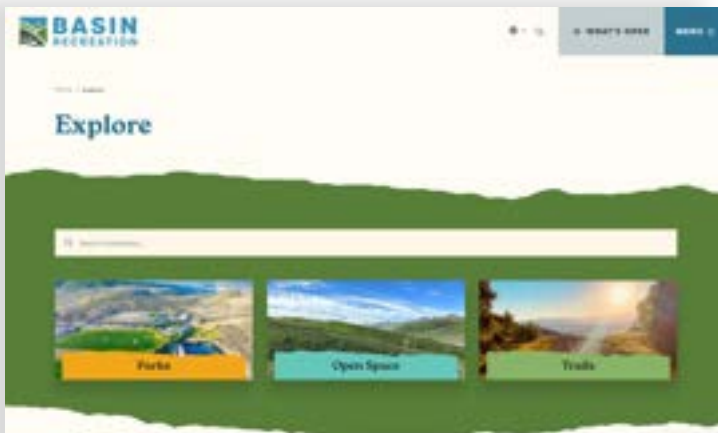 BASIN
RECREATION
WHAT'S OPEN
MENU
Explore
Parks
Open Space
Trails